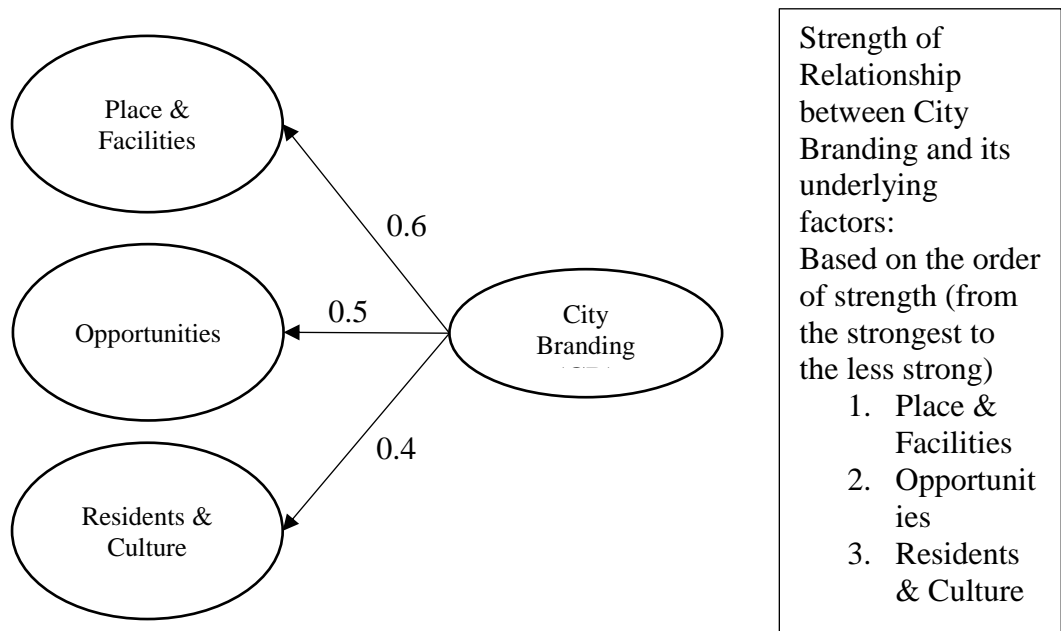 Place &
Facilities
0.6
Opportunities
0.5
City
Branding
0.4
Residents &
Culture
Strength of
Relationship
between City
Branding and its
underlying
factors:
Based on the order
of strength (from
the strongest to
the less strong)
1. Place &
Facilities
2. Opportunit
ies
3. Residents
& Culture